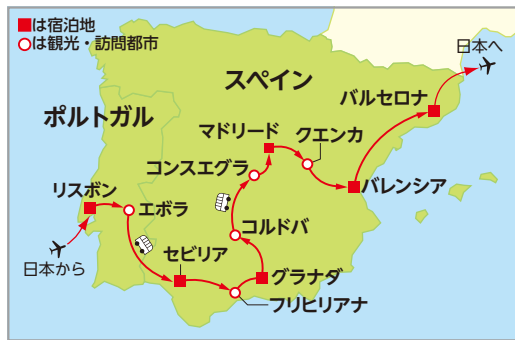 ■は宿泊地
○は観光・訪問都市
日本へ
スペイン
バルセロナ
ポルトガル
マドリード
クエンカ
コンスエグラ
バレンシア
リスボン
エボラ
コルドバ
セビリア
日本から
グラナダ
フリヒリアナ